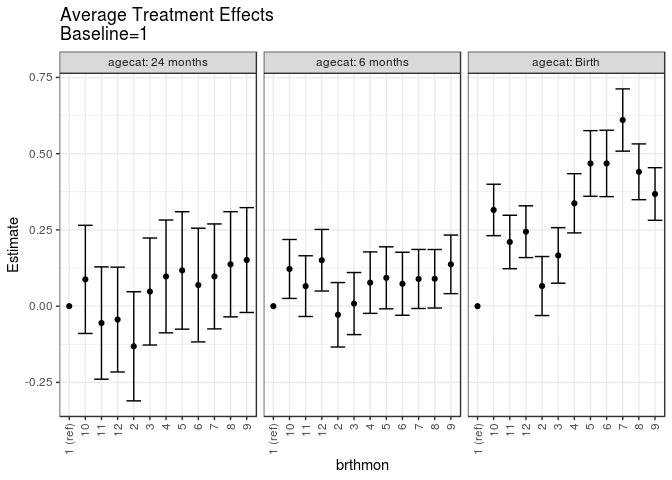 Average Treatment Effects
Baseline=1
agecat: 24 months
agecat: 6 months
agecat: Birth
Estimate
0.75
0.50
0.25
0.00
-0.25
1 (ref) 10 11 12 2 3 4 5 6 7 8 9
1 (ref) 10 11 12 2 3 4 5 6 7 8 9
1 (ref) 10 11 12 2 3 4 5 6 7 8 9
brthmon